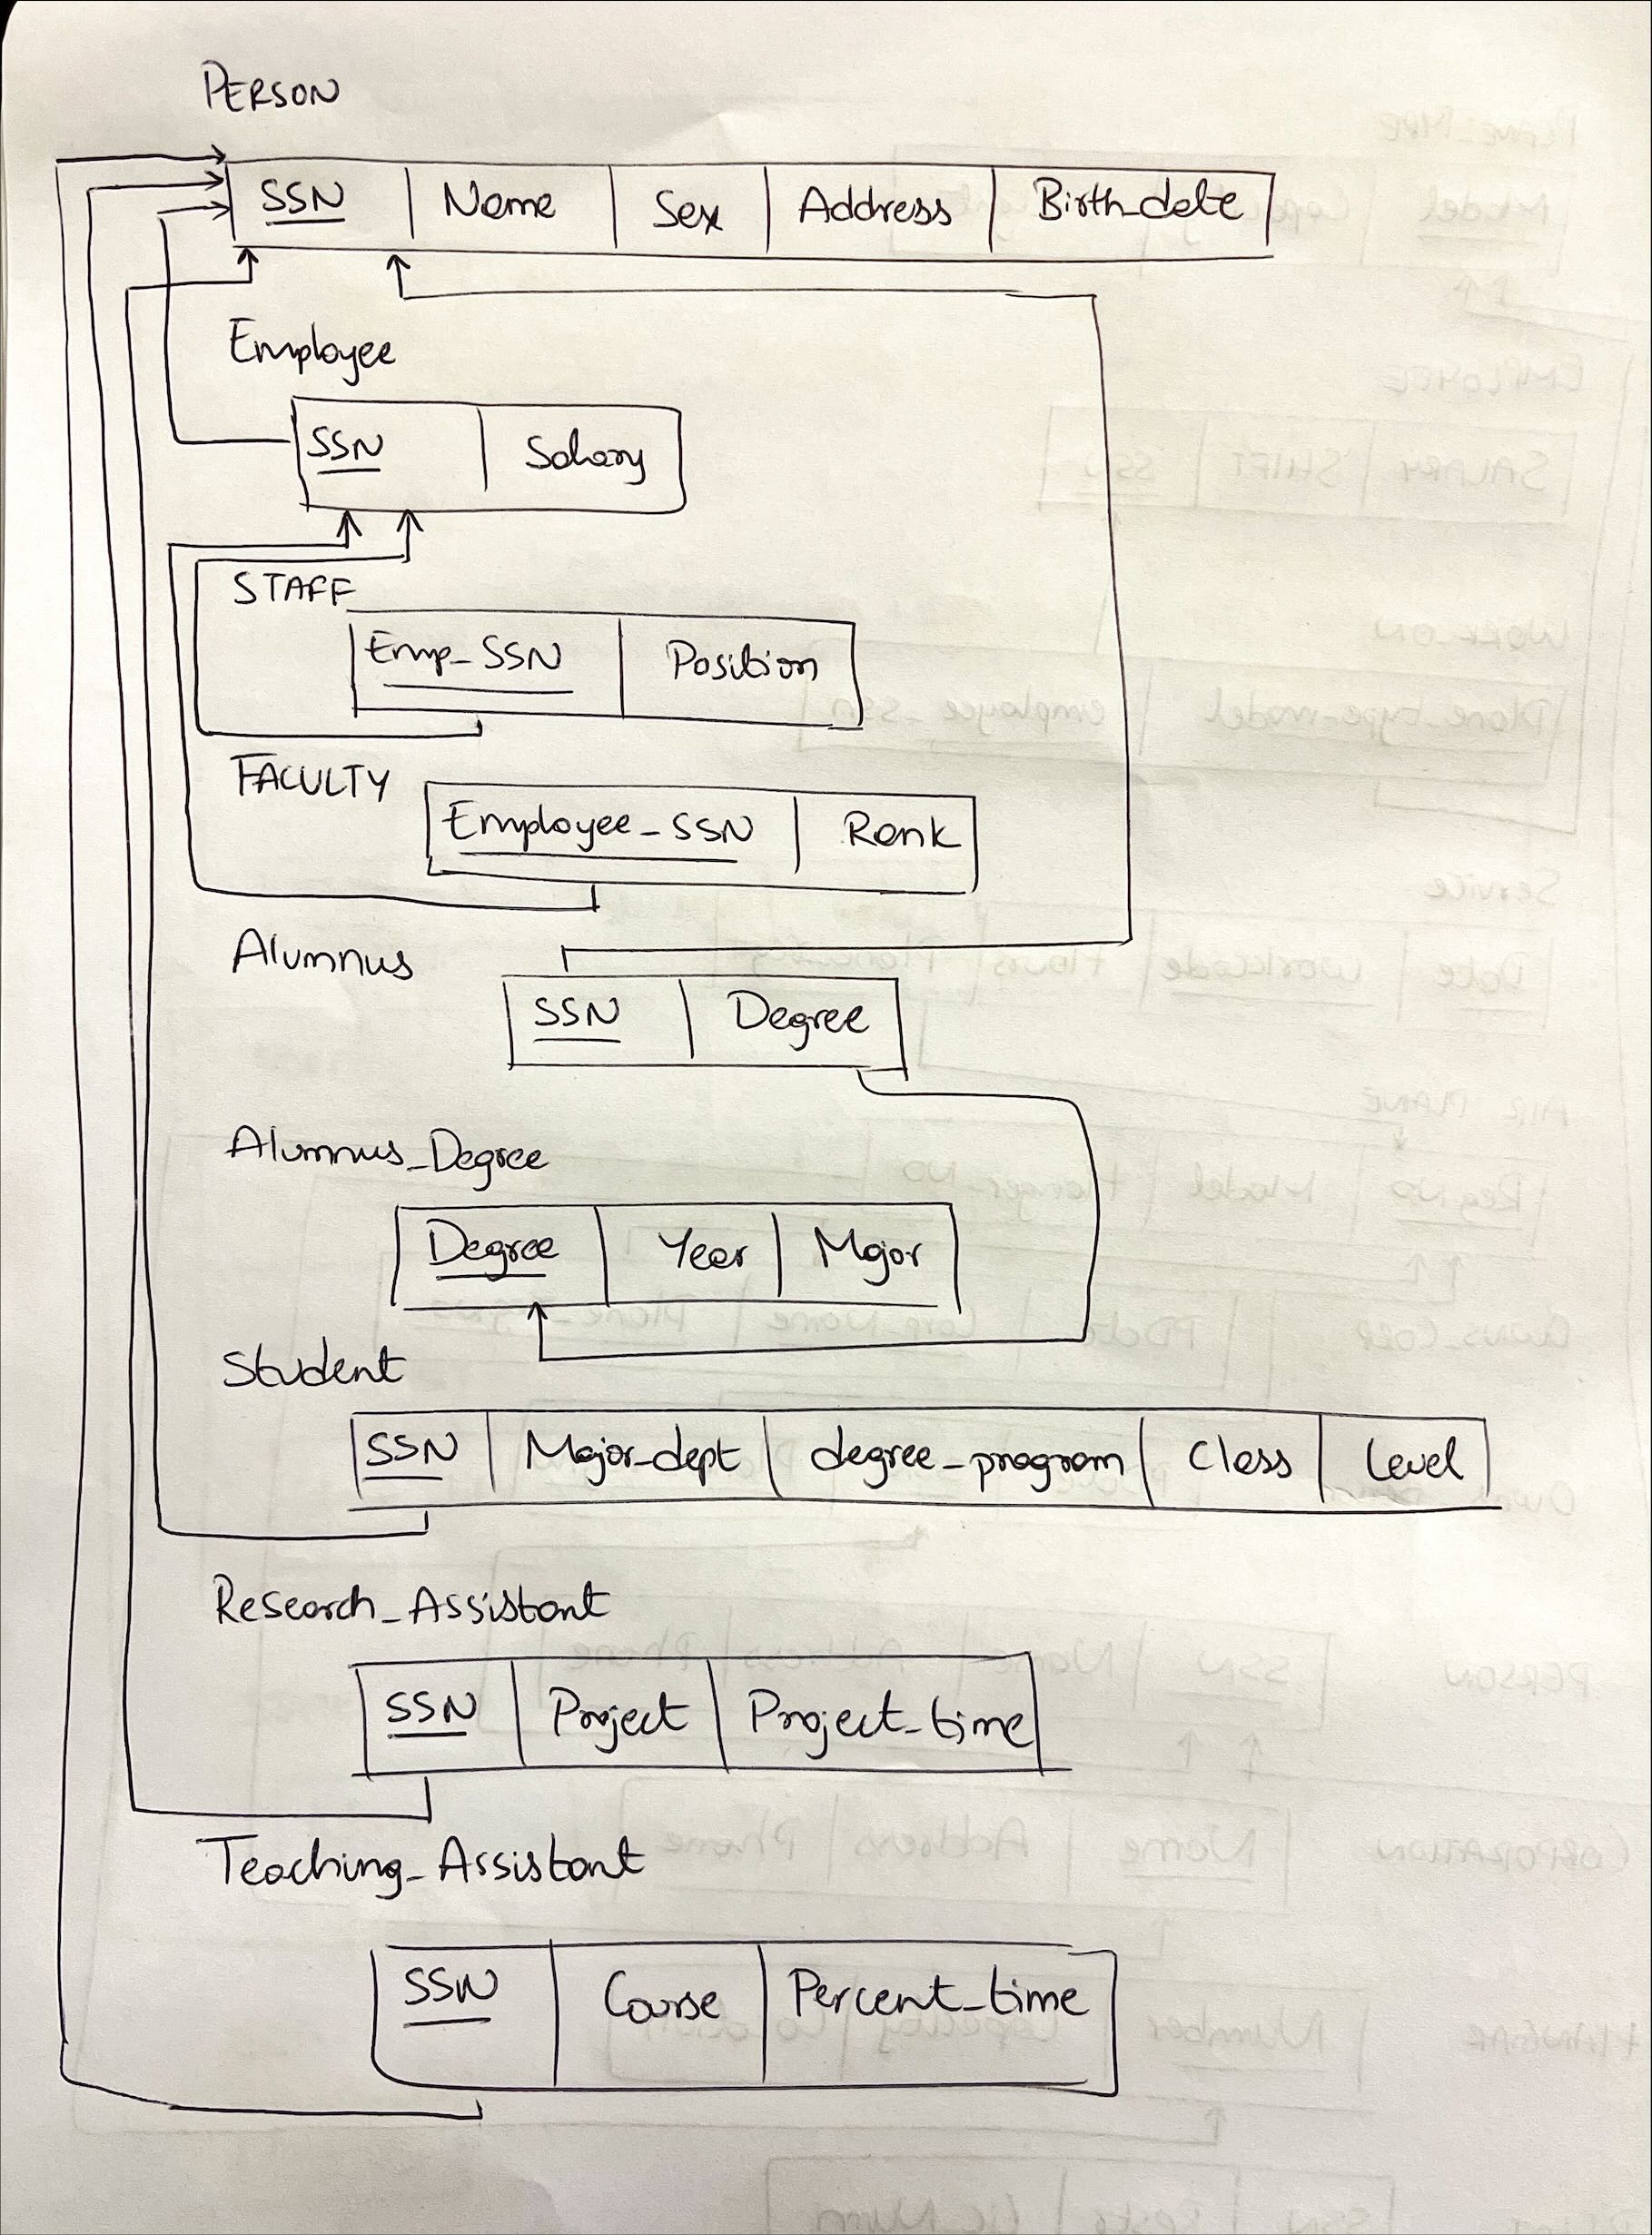 PERSON
SSN Name Sex Address Birth_date
Employee
SSN Salary
STAFF
Emp_SSN Position
FACULTY
Employee_SSN Rank
Alumnus
SSN Degree
Alumnus_Degree
Degree Year Major
Student
SSN Major_dept degree_program Class Level
Research_Assistant
SSN Project Project_time
Teaching_Assistant
SSN Course Percent_time